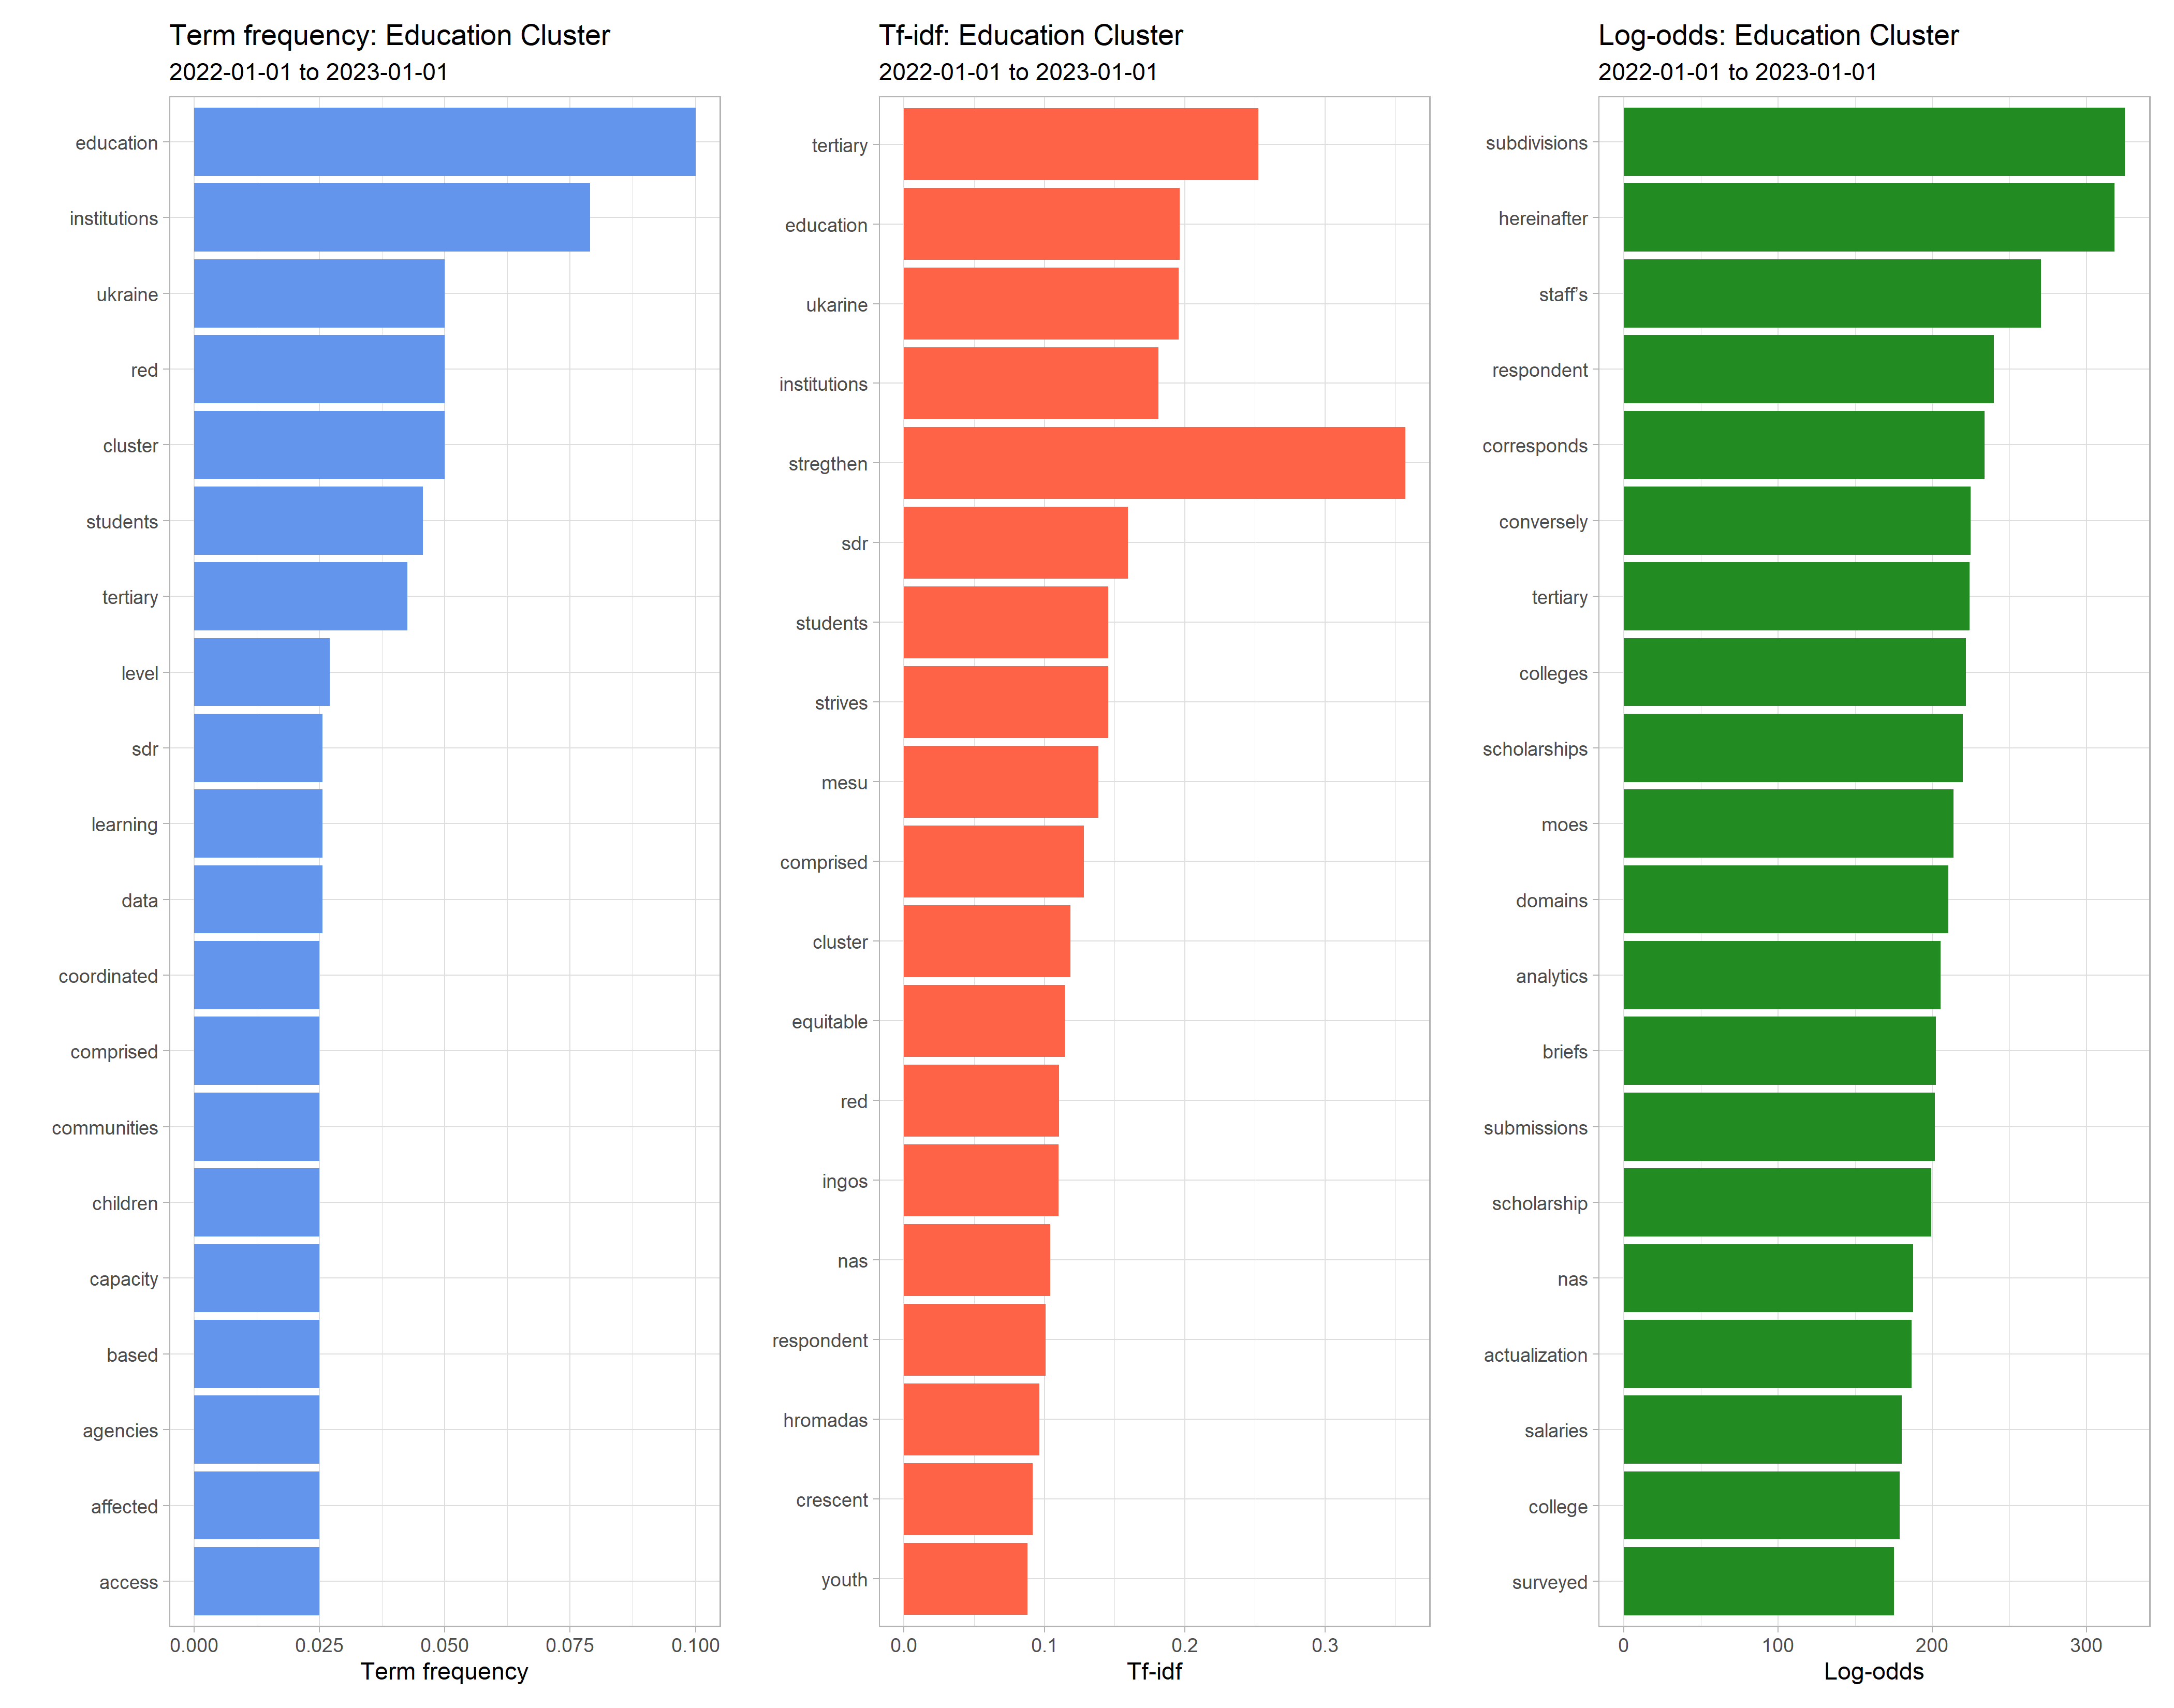 Term frequency: Education Cluster
2022-01-01 to 2023-01-01
education
institutions
ukraine
red
cluster
students
tertiary
level
sdr
learning
data
coordinated
comprised
communities
children
capacity
based
agencies
affected
access
0.000 0.025 0.050 0.075 0.100
Term frequency
Tf-idf: Education Cluster
2022-01-01 to 2023-01-01
tertiary
education
ukarine
institutions
stregthen
sdr
students
strives
mesu
comprised
cluster
equitable
red
ingos
nas
respondent
hromadas
crescent
youth
0.0 0.1 0.2 0.3
Tf-idf
Log-odds: Education Cluster
2022-01-01 to 2023-01-01
subdivisions
hereinafter
staff’s
respondent
corresponds
conversely
tertiary
colleges
scholarships
moes
domains
analytics
briefs
submissions
scholarship
nas
actualization
salaries
college
surveyed
0 100 200 300
Log-odds